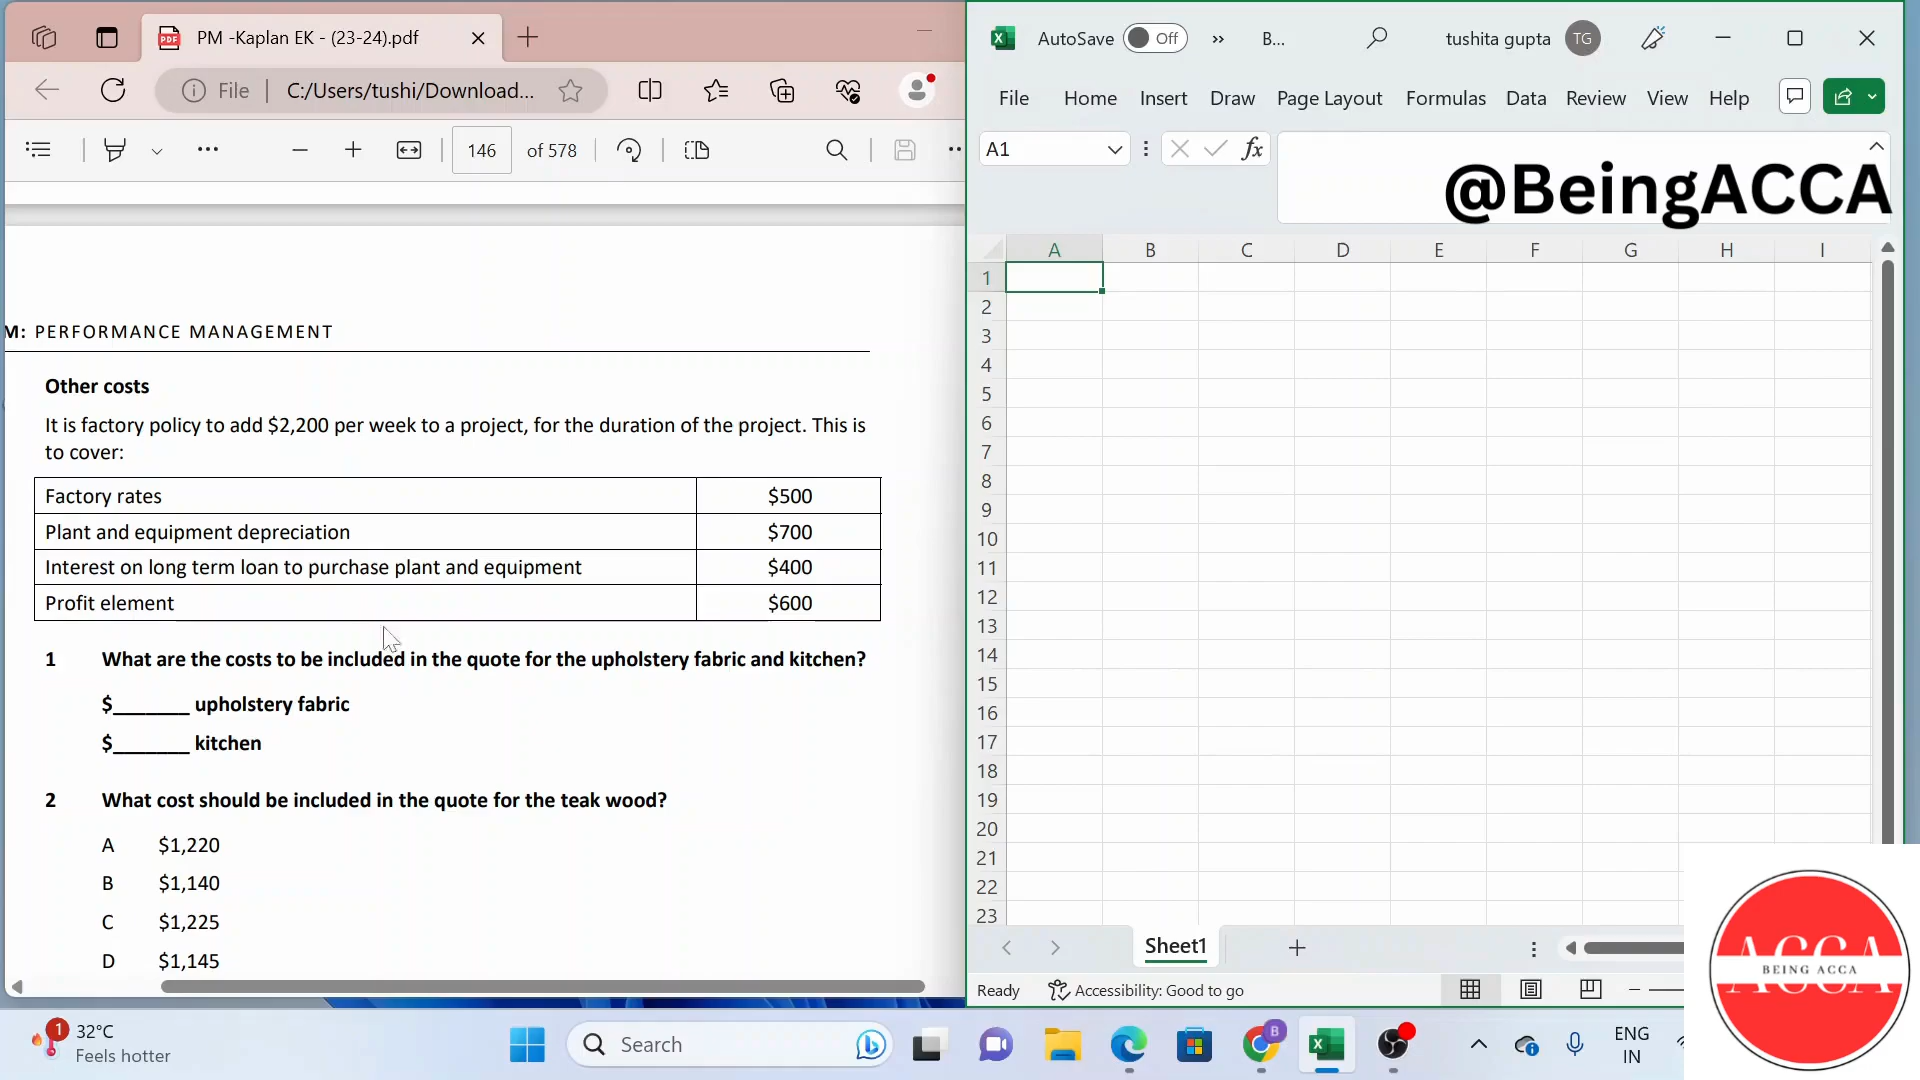 PM -Kaplan EK - (23-24).pdf
File
C:/Users/tushi/Download...
146
of 578
M: PERFORMANCE MANAGEMENT
Other costs
It is factory policy to add $2,200 per week to a project, for the duration of the project. This is
to cover:
Factory rates $500
Plant and equipment depreciation $700
Interest on long term loan to purchase plant and equipment $400
Profit element $600
1 What are the costs to be included in the quote for the upholstery fabric and kitchen?
$_______ upholstery fabric
$_______ kitchen
2 What cost should be included in the quote for the teak wood?
A $1,220
B $1,140
C $1,225
D $1,145
AutoSave Off B... tushita gupta TG
File Home Insert Draw Page Layout Formulas Data Review View Help
A1 fx
@BeingACCA
A B C D E F G H I
1
2
3
4
5
6
7
8
9
10
11
12
13
14
15
16
17
18
19
20
21
22
23
Sheet1
Ready Accessibility: Good to go
ACCA
BEING ACCA
1 32°C
Feels hotter
Search
B
ENG
IN